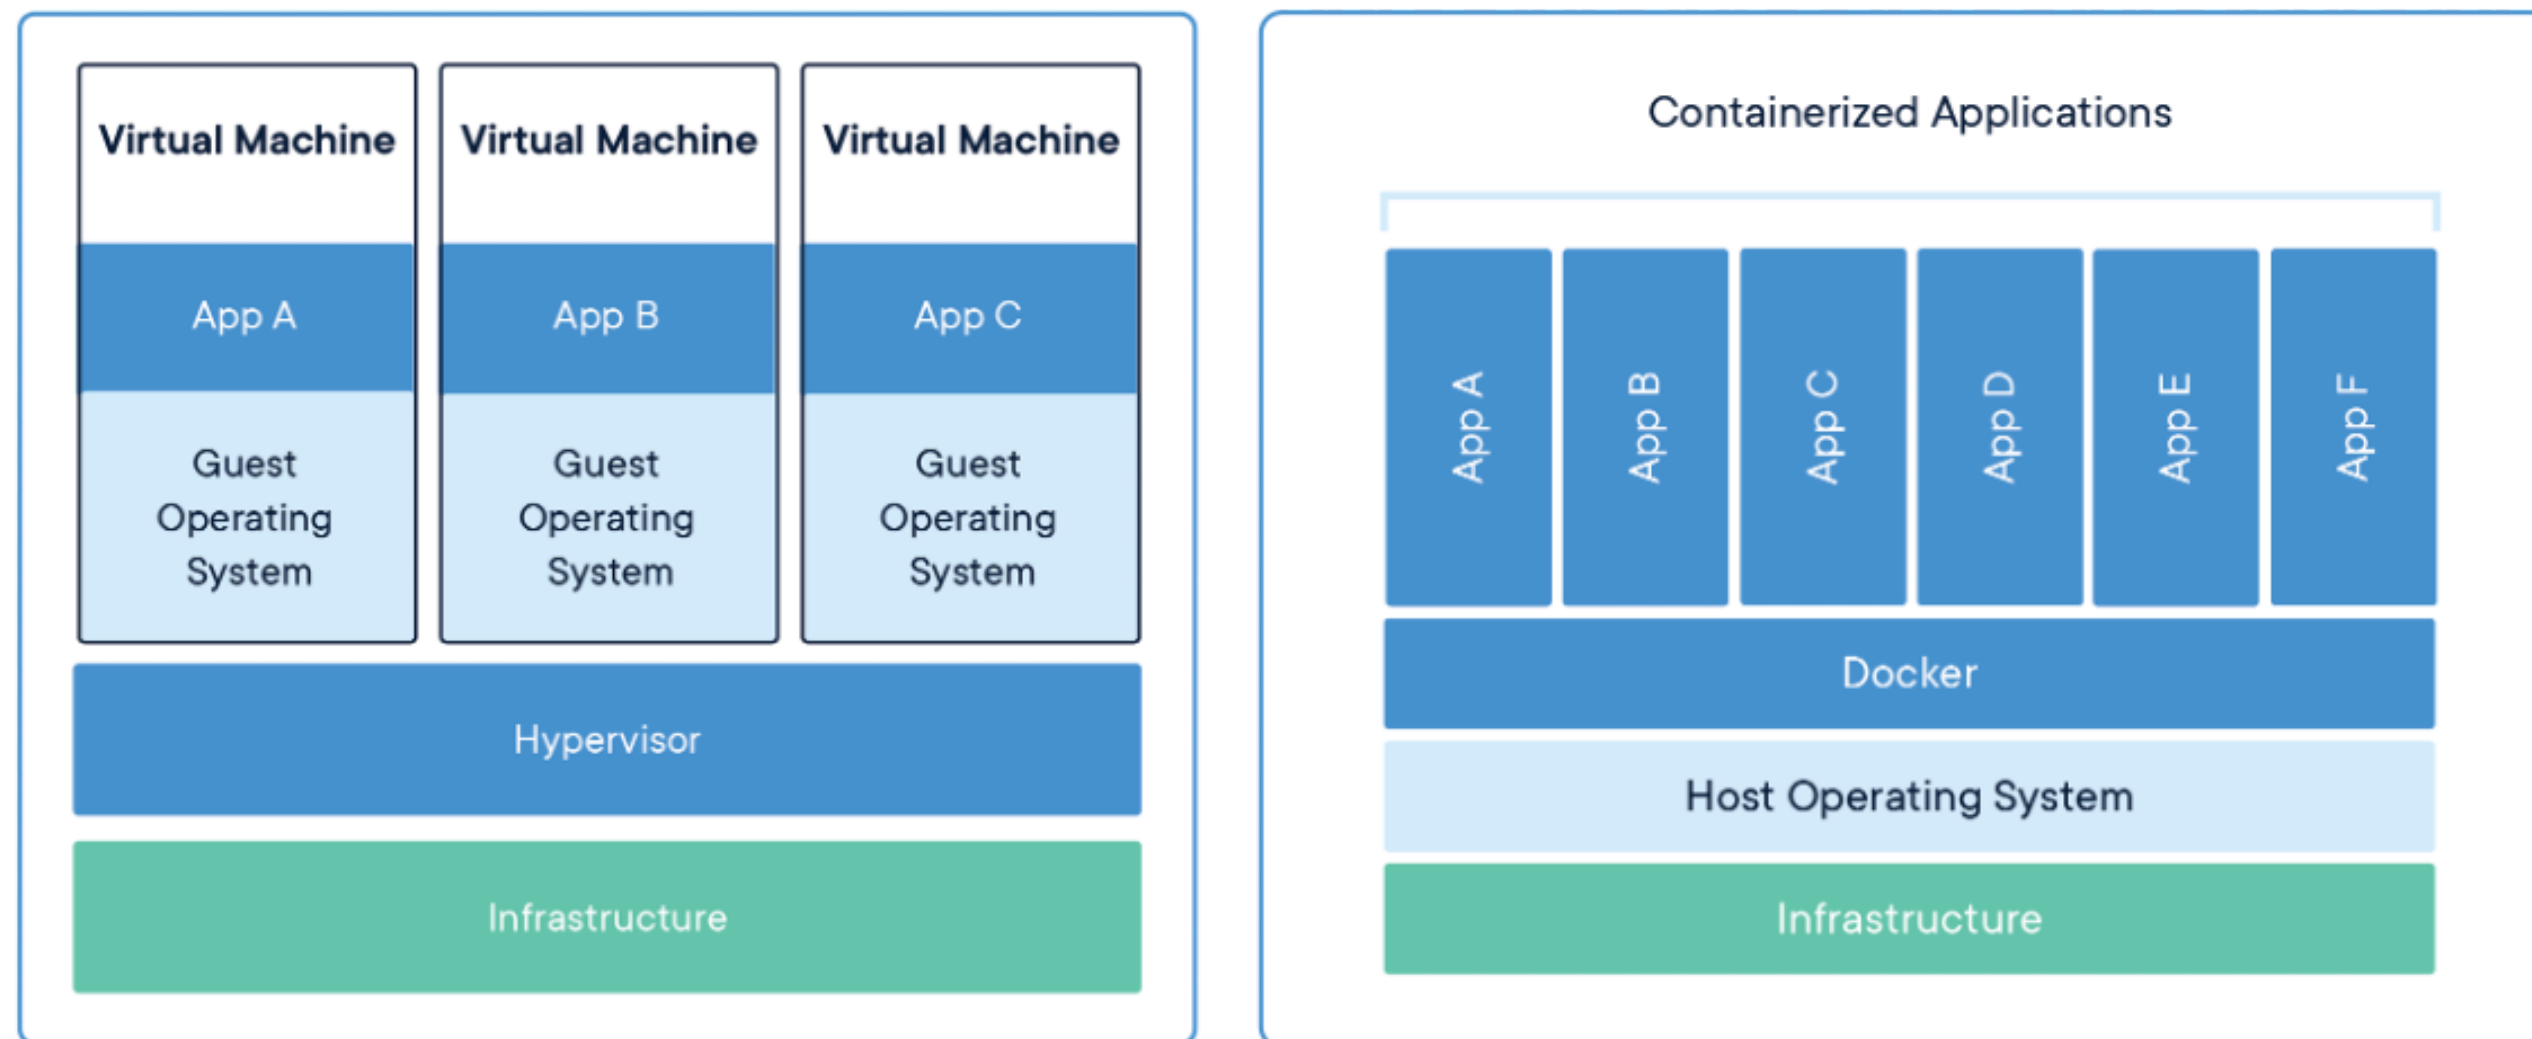 Virtual Machine
App A
Guest
Operating
System
Virtual Machine
App B
Guest
Operating
System
Virtual Machine
App C
Guest
Operating
System
Hypervisor
Infrastructure
Containerized Applications
App A
App B
App C
App D
App E
App F
Docker
Host Operating System
Infrastructure